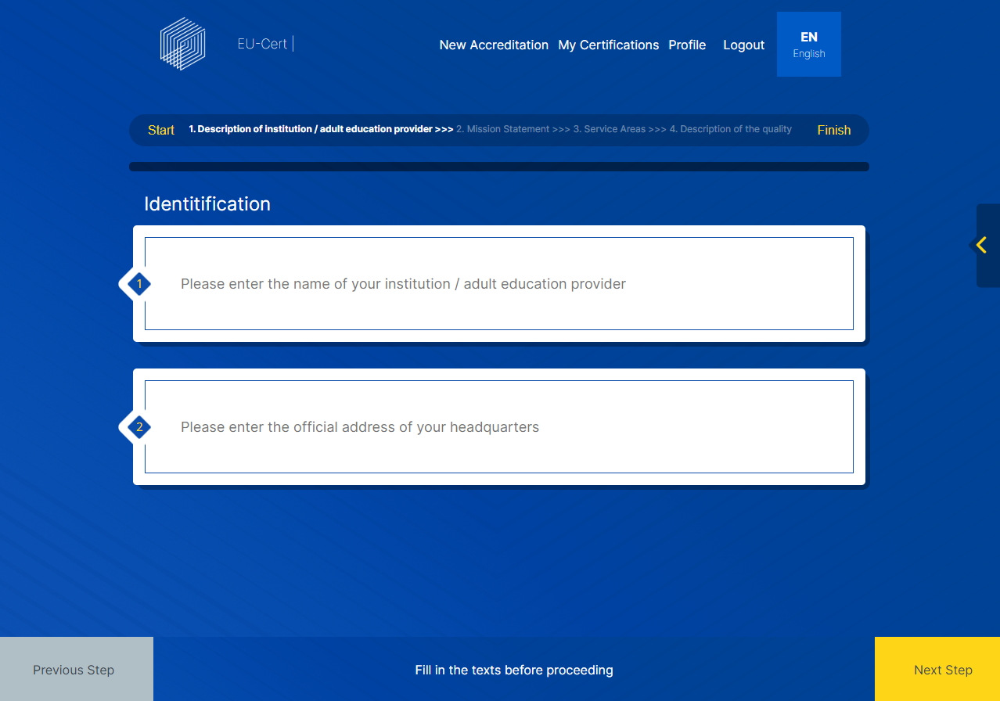 EU-Cert |
New Accreditation My Certifications Profile Logout
EN
English
Start 1. Description of institution / adult education provider >>> 2. Mission Statement >>> 3. Service Areas >>> 4. Description of the quality Finish
Identitification
1 Please enter the name of your institution / adult education provider
2 Please enter the official address of your headquarters
Previous Step Fill in the texts before proceeding Next Step